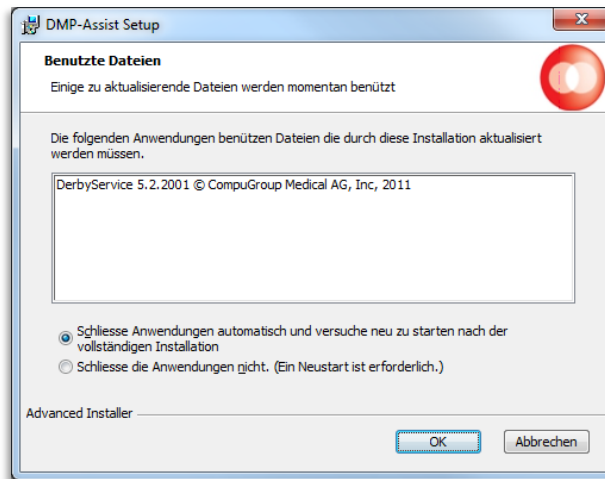 DMP-Assist Setup
Benutzte Dateien
Einige zu aktualisierende Dateien werden momentan benützt
Die folgenden Anwendungen benützen Dateien die durch diese Installation aktualisiert
werden müssen.
DerbyService 5.2.2001 © CompuGroup Medical AG, Inc, 2011
Schliesse Anwendungen automatisch und versuche neu zu starten nach der
vollständigen Installation
Schliesse die Anwendungen nicht. (Ein Neustart ist erforderlich.)
Advanced Installer
OK
Abbrechen